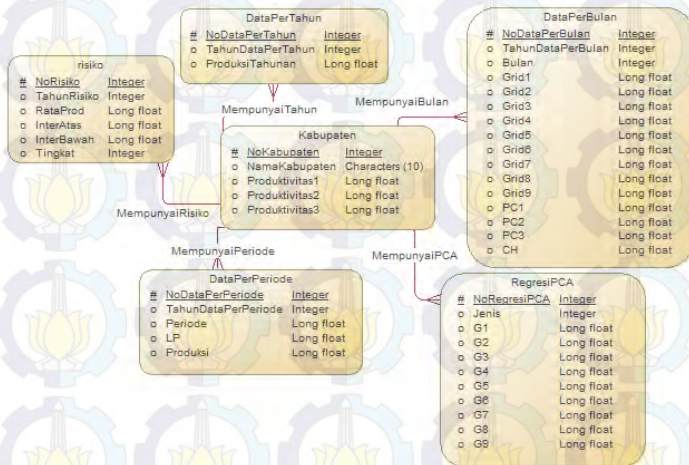 DataPerTahun
# NoDataPerTahun Integer
o TahunDataPerTahun Integer
o ProduksiTahunan Long float
DataPerBulan
# NoDataPerBulan Integer
o TahunDataPerBulan Integer
o Bulan Integer
o Grid1 Long float
o Grid2 Long float
o Grid3 Long float
o Grid4 Long float
o Grid5 Long float
o Grid6 Long float
o Grid7 Long float
o Grid8 Long float
o Grid9 Long float
o PC1 Long float
o PC2 Long float
o PC3 Long float
o CH Long float
risiko
# NoRisiko Integer
o TahunRisiko Integer
o RataProd Long float
o InterAtas Long float
o InterBawah Long float
o Tingkat Integer
MempunyaiTahun
MempunyaiBulan
Kabupaten
# NoKabupaten Integer
o NamaKabupaten Characters (10)
o Produktivitas1 Long float
o Produktivitas2 Long float
o Produktivitas3 Long float
MempunyaiRisiko
MempunyaiPeriode
MempunyaiPCA
DataPerPeriode
# NoDataPerPeriode Integer
o TahunDataPerPeriode Integer
o Periode Long float
o LP Long float
o Produksi Long float
RegresiPCA
# NoRegresiPCA Integer
o Jenis Integer
o G1 Long float
o G2 Long float
o G3 Long float
o G4 Long float
o G5 Long float
o G6 Long float
o G7 Long float
o G8 Long float
o G9 Long float